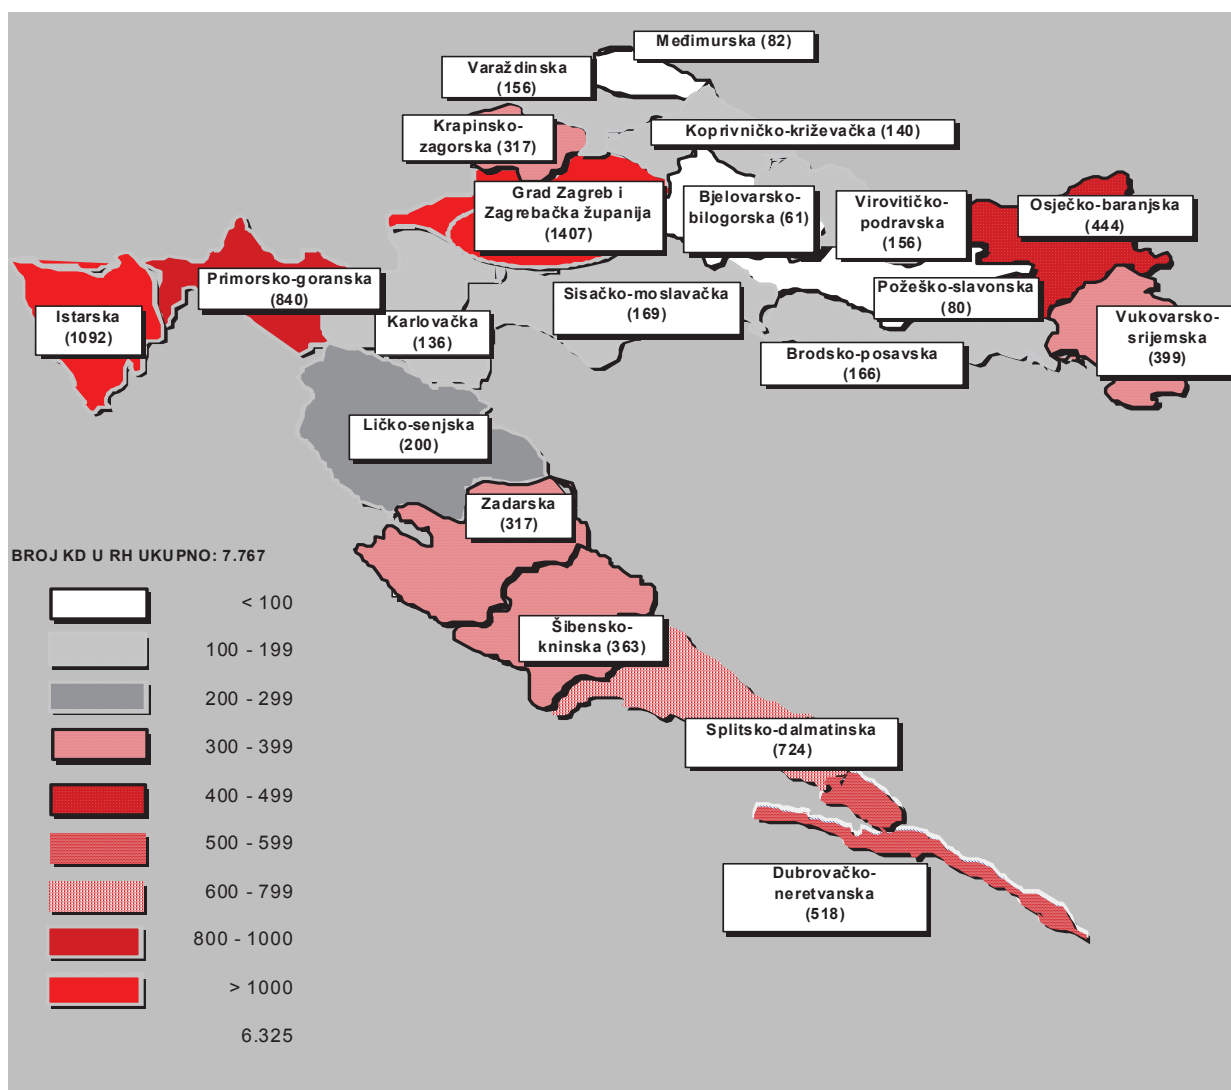 Međimurska (82)
Varaždinska
(156)
Krapinsko-
zagorska (317)
Koprivničko-križevačka (140)
Grad Zagreb i
Zagrebačka županija
(1407)
Bjelovarsko-
bilogorska (61)
Virovitičko-
podravska
(156)
Osječko-baranjska
(444)
Primorsko-goranska
(840)
Istarska
(1092)
Karlovačka
(136)
Sisačko-moslavačka
(169)
Požeško-slavonska
(80)
Vukovarsko-
srijemska
(399)
Brodsko-posavska
(166)
Ličko-senjska
(200)
Zadarska
(317)
Šibensko-
kninska (363)
Splitsko-dalmatinska
(724)
Dubrovačko-
neretvanska
(518)
BROJ KD U RH UKUPNO: 7.767
< 100
100 - 199
200 - 299
300 - 399
400 - 499
500 - 599
600 - 799
800 - 1000
> 1000
6.325